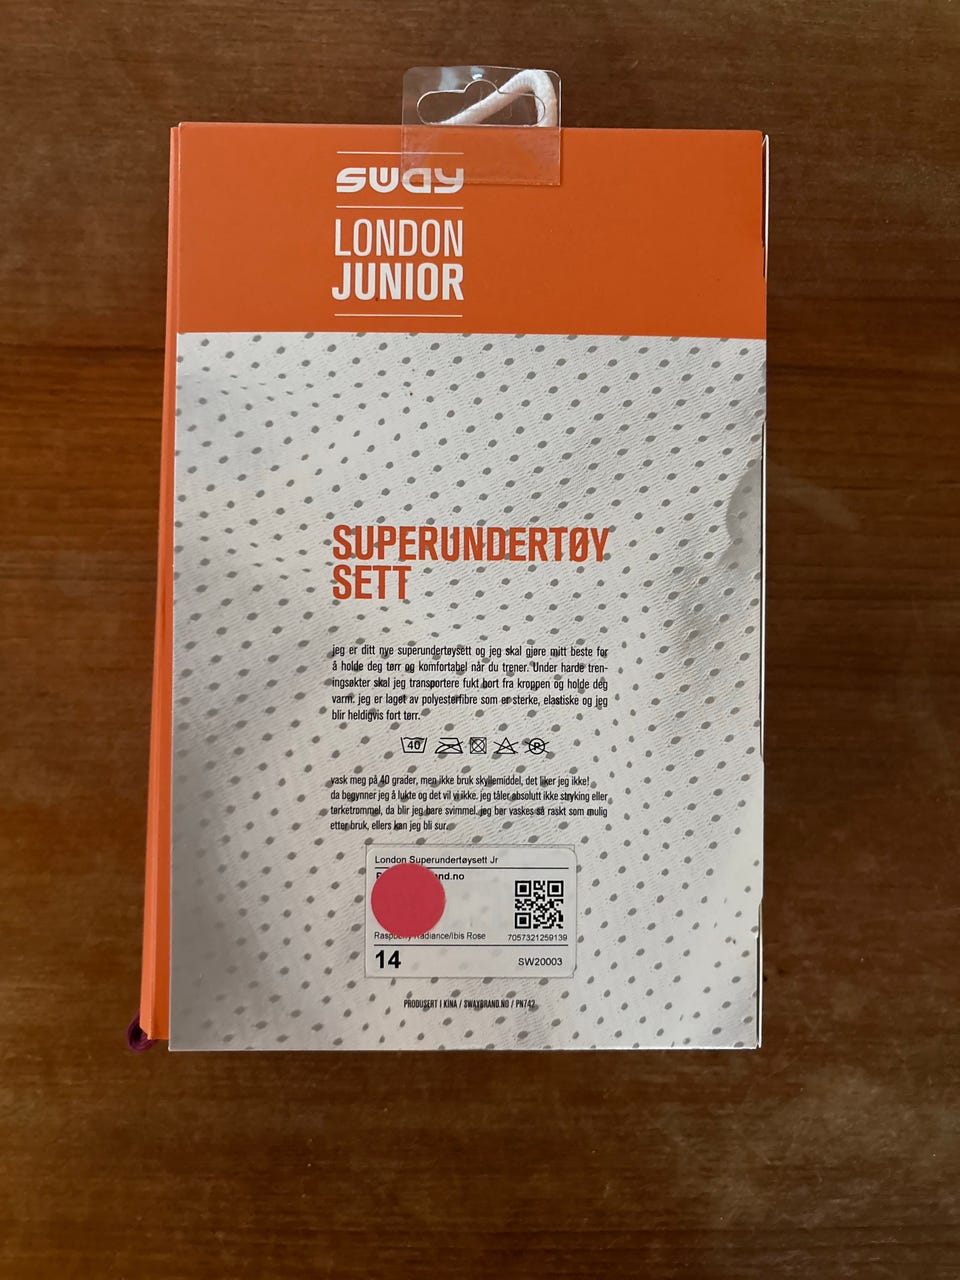 sway
LONDON
JUNIOR
SUPERUNDERTØY
SETT
jeg er ditt nye superundertøysett og jeg skal gjøre mitt beste for
å holde deg tørr og komfortabel når du trener. Under harde tren-
ingsøkter skal jeg transportere fukt bort fra kroppen og holde deg
varm. jeg er laget av polyesterfibre som er sterke, elastiske og jeg
blir heldigvis fort tørr.
40 P
vask meg på 40 grader, men ikke bruk skyllemiddel, det liker jeg ikke!
da begynner jeg å lukte og det vil vi ikke. jeg tåler absolutt ikke stryking eller
tørketrommel, da blir jeg bare svimmel. jeg bør vaskes så raskt som mulig
etter bruk, ellers kan jeg bli sur.
London Superundertøysett Jr
nd.no
Raspberry Radiance/Ibis Rose 7057321259139
14 SW20003
PRODUSERT I KINA / SWAYBRAND.NO / PN742